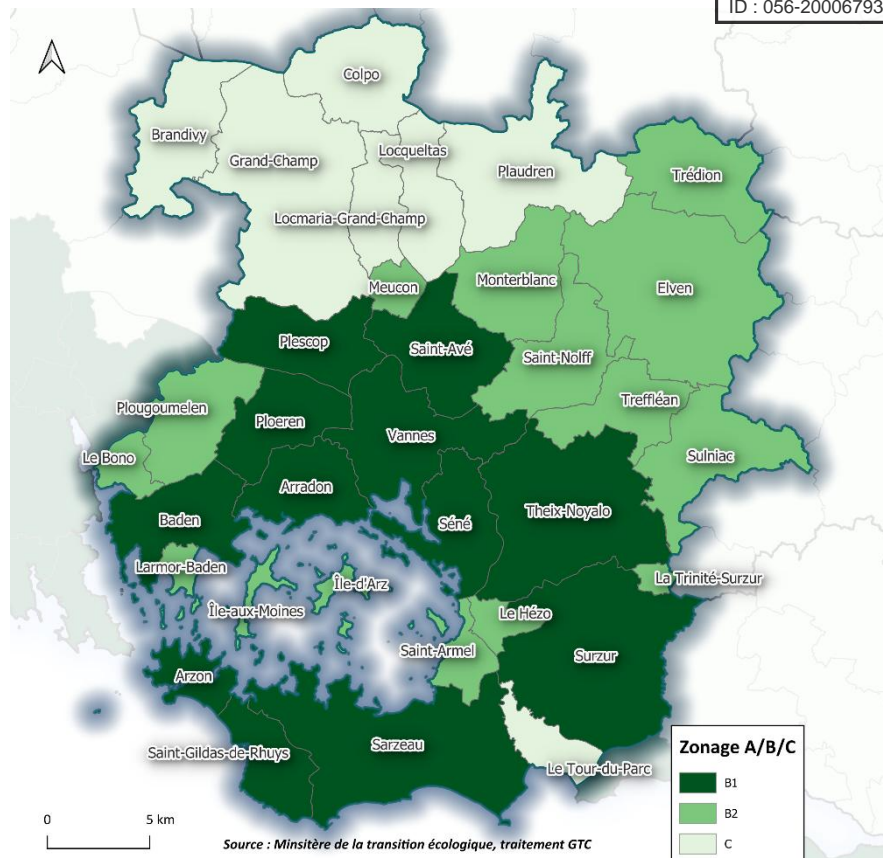 ID : 056-20006793
Colpo
Brandivy
Locqueltas
Grand-Champ
Plaudren
Trédion
Locmaria-Grand-Champ
Meucon
Monterblanc
Elven
Plescop
Saint-Avé
Saint-Nolff
Treffléan
Plougoumelen
Ploeren
Vannes
Le Bono
Sulniac
Arradon
Baden
Séné
Theix-Noyalo
Larmor-Baden
Île-d'Arz
La Trinité-Surzur
Île-aux-Moines
Le Hézo
Saint-Armel
Surzur
Arzon
Sarzeau
Saint-Gildas-de-Rhuys
Le Tour-du-Parc
Zonage A/B/C
B1
B2
C
0 5 km
Source : Minsitère de la transition écologique, traitement GTC